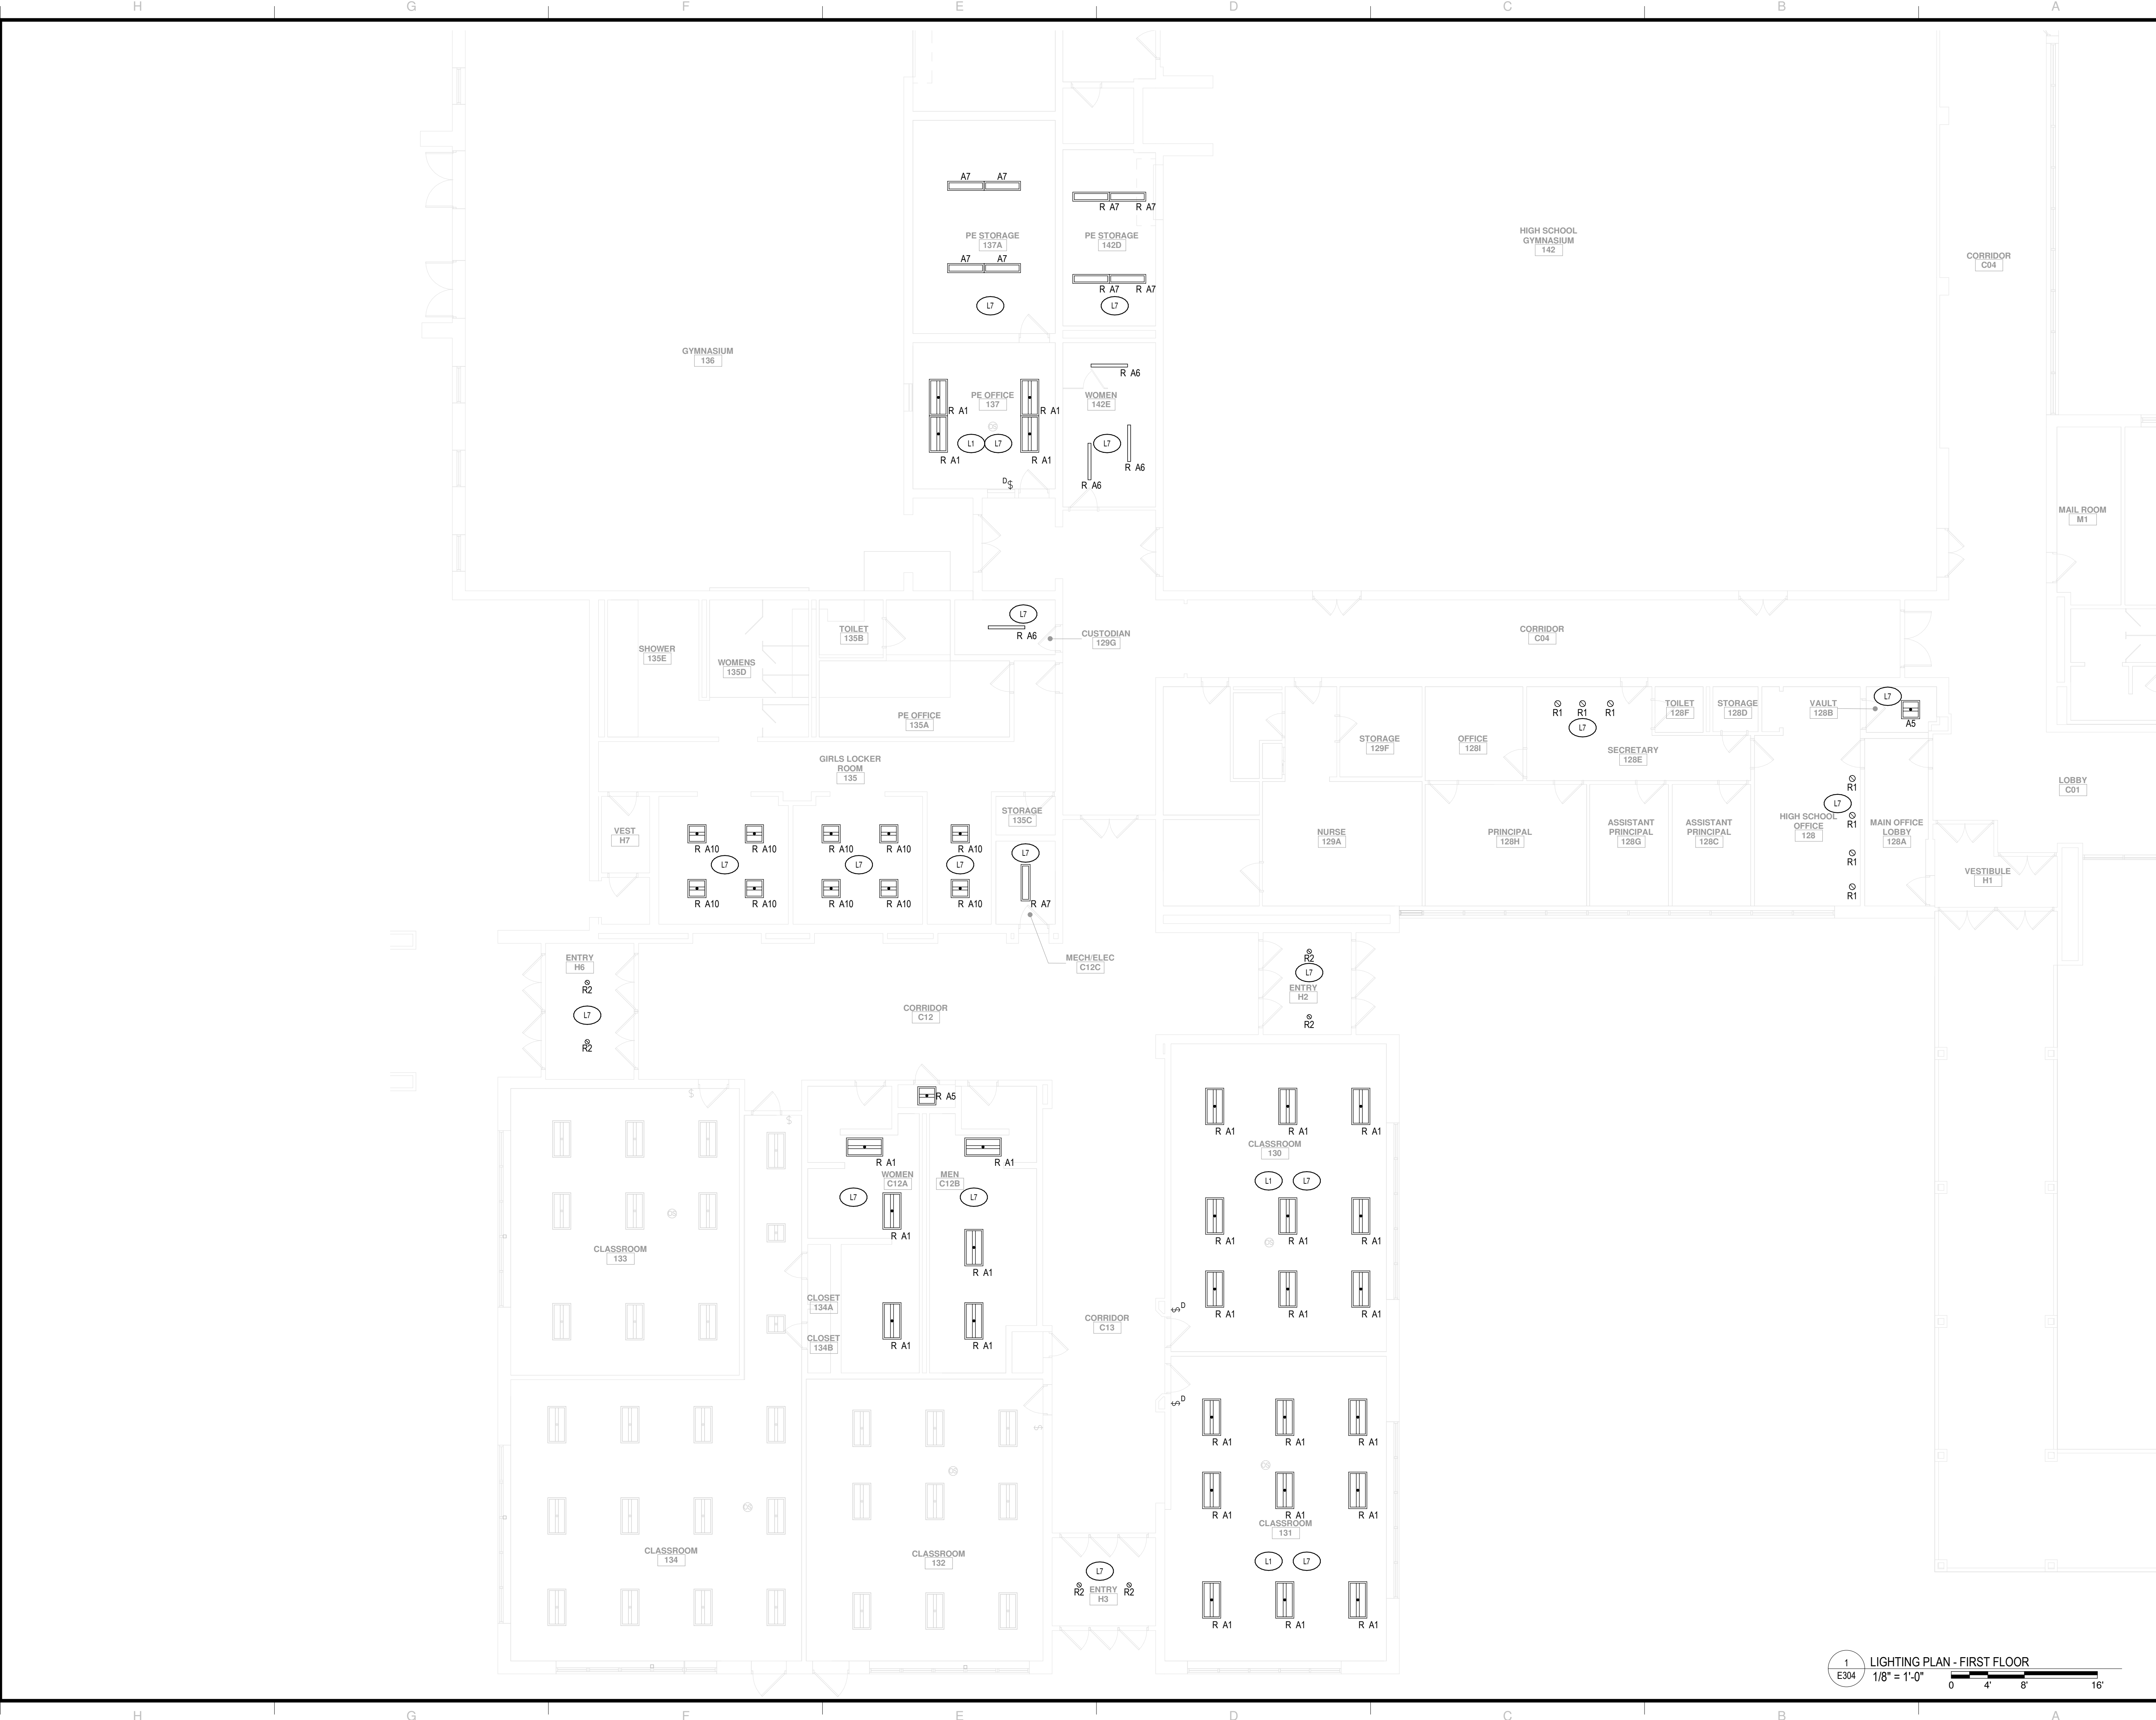 H G F E D C B A
A7 A7
R A7 R A7
PE STORAGE
137A
PE STORAGE
142D
HIGH SCHOOL
GYMNASIUM
142
CORRIDOR
C04
A7 A7
R A7 R A7
L7
L7
GYMNASIUM
136
R A6
PE OFFICE
137
WOMEN
142E
R A1
R A1
OS
L1
L7
L7
R A1
R A1
R A6
R A6
D
$
MAIL ROOM
M1
L7
R A6
TOILET
135B
CUSTODIAN
129G
CORRIDOR
C04
SHOWER
135E
WOMENS
135D
PE OFFICE
135A
R1 R1 R1
L7
TOILET
128F
STORAGE
128D
VAULT
128B
L7
A5
STORAGE
129F
OFFICE
128I
SECRETARY
128E
GIRLS LOCKER
ROOM
135
LOBBY
C01
R1
L7
STORAGE
135C
VEST
H7
NURSE
129A
PRINCIPAL
128H
ASSISTANT
PRINCIPAL
128G
ASSISTANT
PRINCIPAL
128C
HIGH SCHOOL
OFFICE
128
R1
MAIN OFFICE
LOBBY
128A
R A10 R A10 R A10 R A10 R A10
L7
L7
L7
L7
R1
VESTIBULE
H1
R1
R A10 R A10 R A10 R A10 R A10
R A7
ENTRY
H6
R2
L7
R2
MECH/ELEC
C12C
CORRIDOR
C12
R2
L7
ENTRY
H2
R2
$
$
R A5
R A1
R A1
WOMEN
C12A
MEN
C12B
L7
L7
R A1
R A1
R A1
R A1
R A1 R A1 R A1
CLASSROOM
130
L1
L7
R A1 R A1 R A1
OS
R A1 R A1 R A1
$ D
OS
CLASSROOM
133
CLOSET
134A
CLOSET
134B
CORRIDOR
C13
$ D
R A1 R A1 R A1
$
OS
OS
R A1 R A1 R A1
CLASSROOM
131
OS
CLASSROOM
134
CLASSROOM
132
L1
L7
L7
R2
ENTRY
H3
R2
R A1 R A1 R A1
1
E304
LIGHTING PLAN - FIRST FLOOR
1/8" = 1'-0"
0 4' 8' 16'
H G F E D C B A